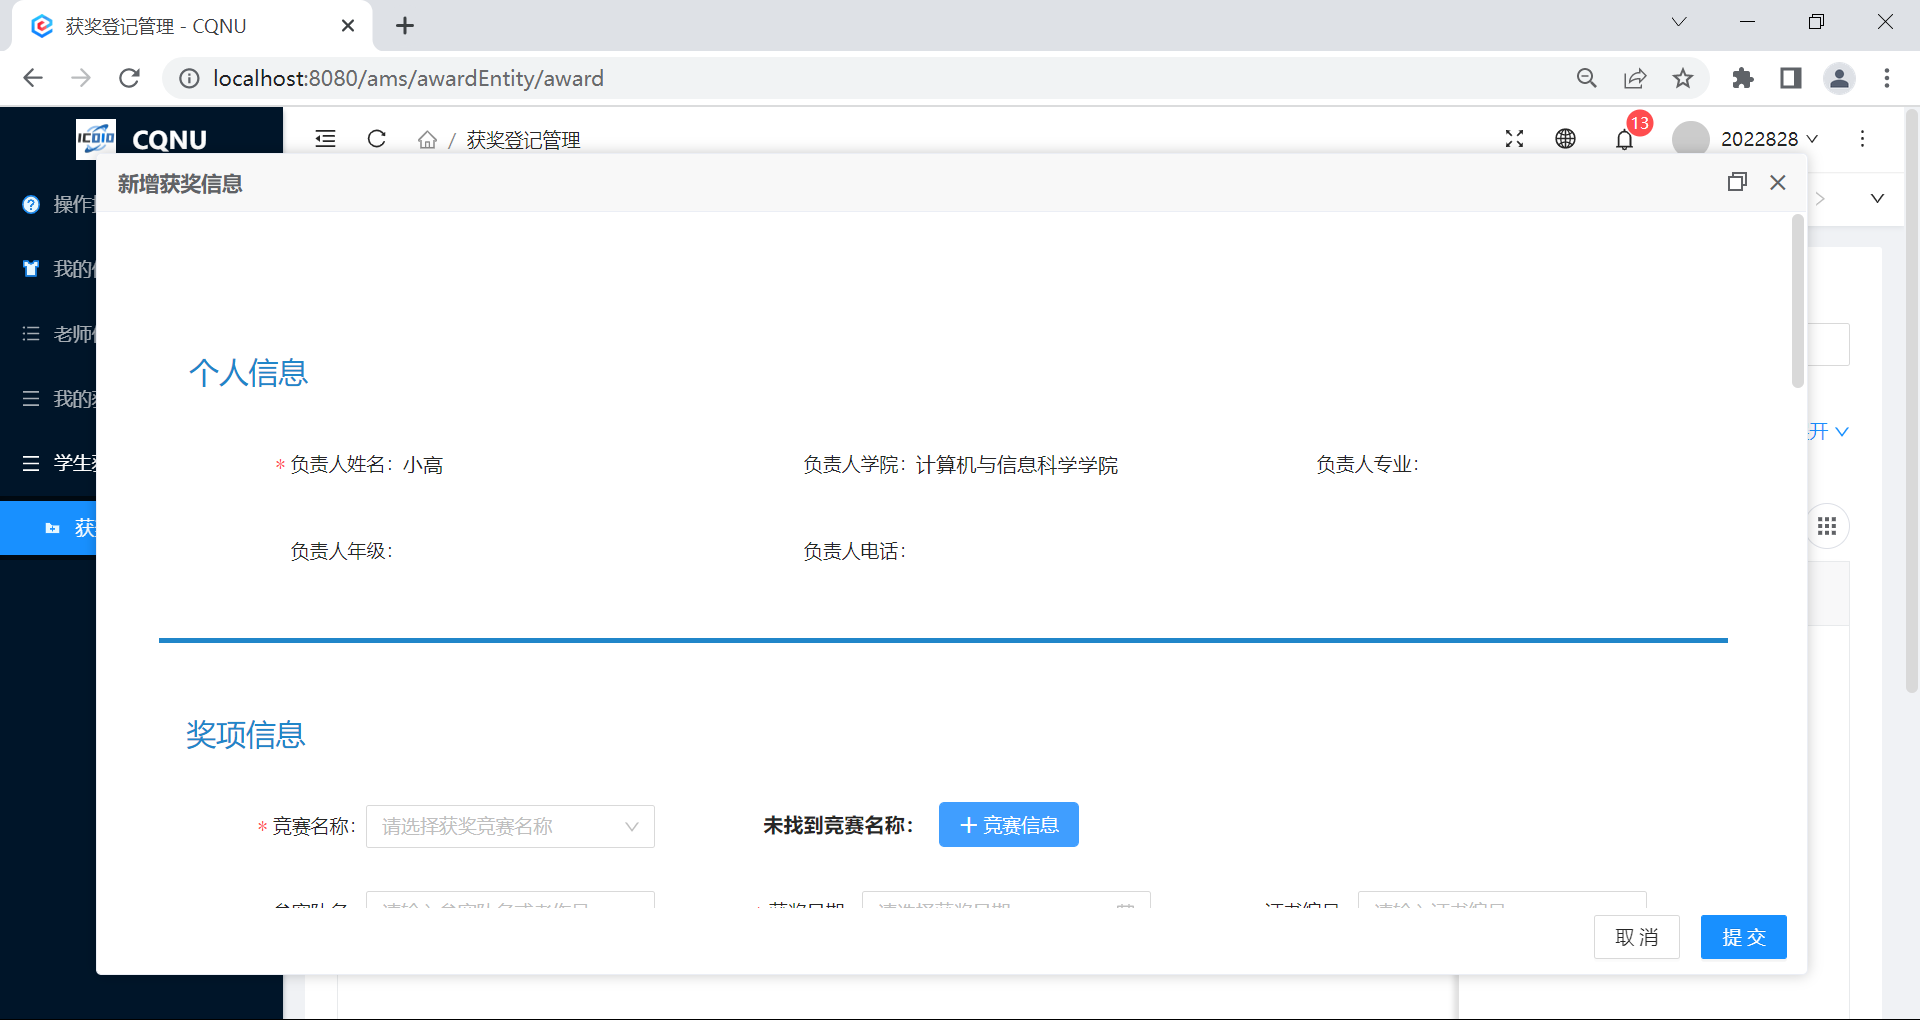 获奖登记管理 - CQNU
localhost:8080/ams/awardEntity/award
ICDIO CQNU
/ 获奖登记管理
13
2022828
新增获奖信息
操作
我的
老师
我的
学生
获
开
个人信息
* 负责人姓名：小高
负责人学院：计算机与信息科学学院
负责人专业：
负责人年级：
负责人电话：
奖项信息
* 竞赛名称： 请选择获奖竞赛名称
未找到竞赛名称： + 竞赛信息
取 消
提 交